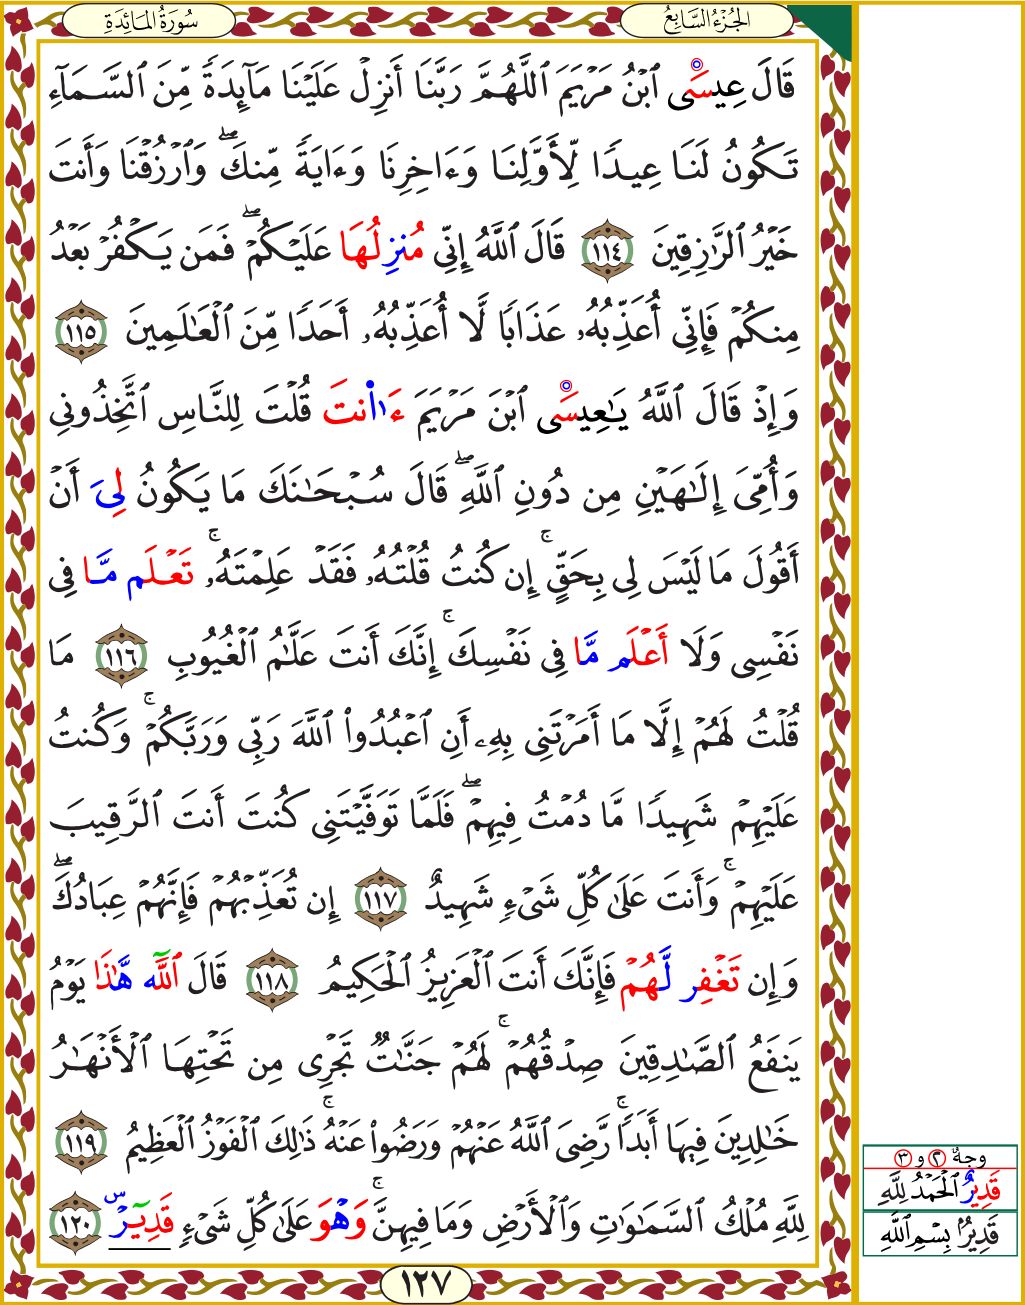 الجُزْءُ السَّابِعُ
سُورَةُ المَائِدَةِ
قَالَ عِيسَى ٱبْنُ مَرْيَمَ ٱللَّهُمَّ رَبَّنَا أَنزِلْ عَلَيْنَا مَآئِدَةً مِّنَ ٱلسَّمَآءِ
تَكُونُ لَنَا عِيدًا لِّأَوَّلِنَا وَءَاخِرِنَا وَءَايَةً مِّنكَۖ وَٱرْزُقْنَا وَأَنتَ
خَيْرُ ٱلرَّٰزِقِينَ ١١٤ قَالَ ٱللَّهُ إِنِّي مُنزِلُهَا عَلَيْكُمْۖ فَمَن يَكْفُرْ بَعْدُ
مِنكُمْ فَإِنِّي أُعَذِّبُهُۥ عَذَابًا لَّا أُعَذِّبُهُۥ أَحَدًا مِّنَ ٱلْعَٰلَمِينَ ١١٥
وَإِذْ قَالَ ٱللَّهُ يَٰعِيسَى ٱبْنَ مَرْيَمَ ءَا۬نتَ قُلْتَ لِلنَّاسِ ٱتَّخِذُونِي
وَأُمِّيَ إِلَٰهَيْنِ مِن دُونِ ٱللَّهِۖ قَالَ سُبْحَٰنَكَ مَا يَكُونُ لِيَ أَنْ
أَقُولَ مَا لَيْسَ لِي بِحَقٍّۚ إِن كُنتُ قُلْتُهُۥ فَقَدْ عَلِمْتَهُۥۚ تَعْلَم مَّا فِي
نَفْسِي وَلَا أَعْلَم مَّا فِي نَفْسِكَۚ إِنَّكَ أَنتَ عَلَّٰمُ ٱلْغُيُوبِ ١١٦ مَا
قُلْتُ لَهُمْ إِلَّا مَا أَمَرْتَنِي بِهِۦ أَنِ ٱعْبُدُوا۟ ٱللَّهَ رَبِّي وَرَبَّكُمْۚ وَكُنتُ
عَلَيْهِمْ شَهِيدًا مَّا دُمْتُ فِيهِمْۖ فَلَمَّا تَوَفَّيْتَنِي كُنتَ أَنتَ ٱلرَّقِيبَ
عَلَيْهِمْۚ وَأَنتَ عَلَىٰ كُلِّ شَيْءٍ شَهِيدٌ ١١٧ إِن تُعَذِّبْهُمْ فَإِنَّهُمْ عِبَادُكَۖ
وَإِن تَغْفِر لَّهُمْ فَإِنَّكَ أَنتَ ٱلْعَزِيزُ ٱلْحَكِيمُ ١١٨ قَالَ ٱللَّه هَّٰذَا يَوْمُ
يَنفَعُ ٱلصَّٰدِقِينَ صِدْقُهُمْۚ لَهُمْ جَنَّٰتٌ تَجْرِي مِن تَحْتِهَا ٱلْأَنْهَٰرُ
خَٰلِدِينَ فِيهَا أَبَدًاۚ رَّضِيَ ٱللَّهُ عَنْهُمْ وَرَضُوا۟ عَنْهُۚ ذَٰلِكَ ٱلْفَوْزُ ٱلْعَظِيمُ ١١٩
لِلَّهِ مُلْكُ ٱلسَّمَٰوَٰتِ وَٱلْأَرْضِ وَمَا فِيهِنَّۚ وَهْوَ عَلَىٰ كُلِّ شَيْءٍ قَدِيرٌۜ ١٢٠
وجهٌ ٢ و ٣
قَدِيرٌ ٱلْحَمْدُ لِلَّهِ
قَدِيرٌ بِسْمِ ٱللَّهِ
١٢٧